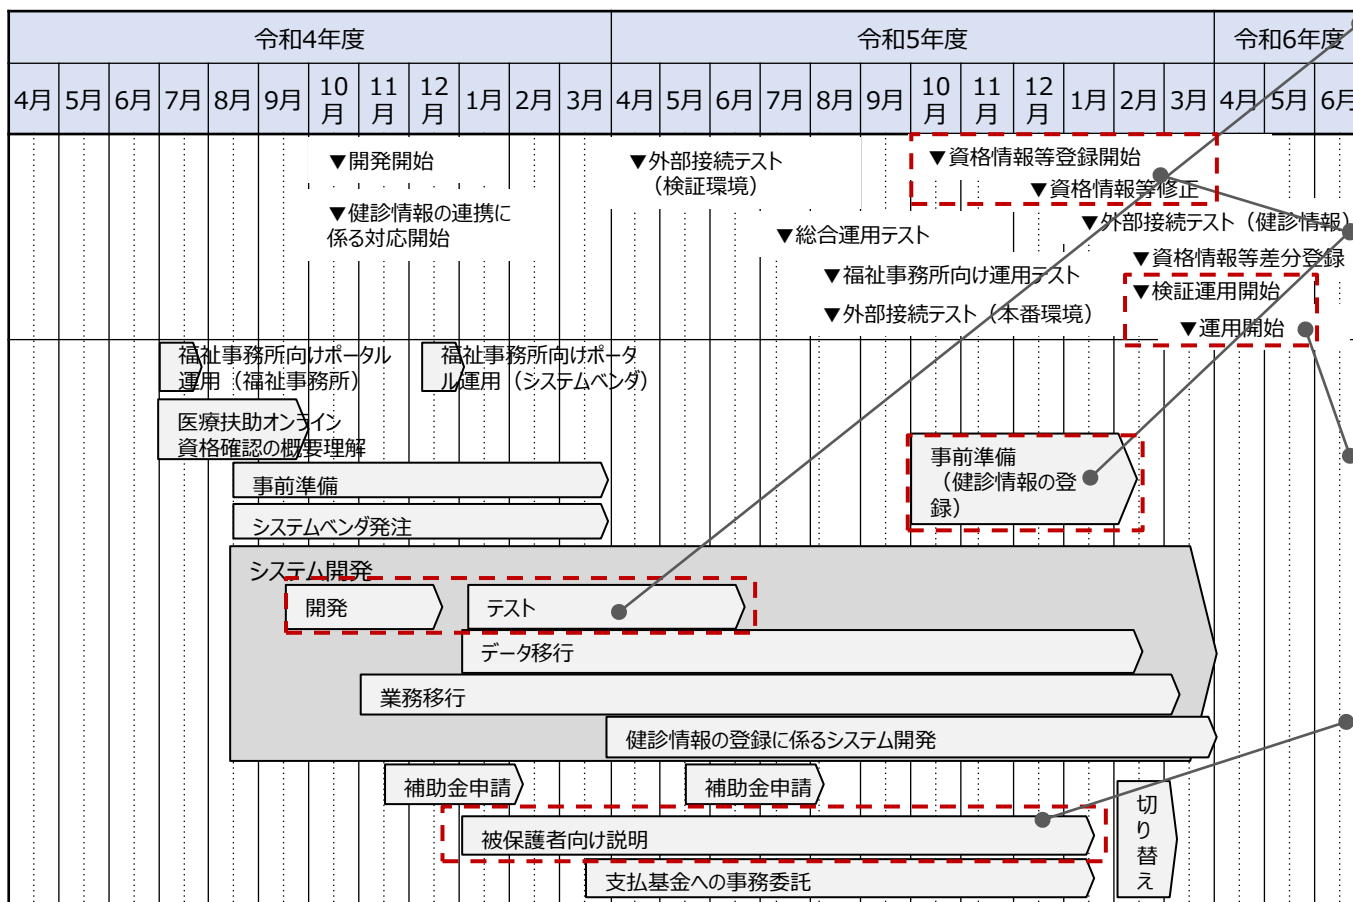 令和4年度 令和5年度 令和6年度
4月 5月 6月 7月 8月 9月 10月 11月 12月 1月 2月 3月 4月 5月 6月 7月 8月 9月 10月 11月 12月 1月 2月 3月 4月 5月 6月
▼開発開始
▼健診情報の連携に
係る対応開始
▼外部接続テスト
（検証環境）
▼総合運用テスト
▼福祉事務所向け運用テスト
▼外部接続テスト（本番環境）
▼資格情報等登録開始
▼資格情報等修正
▼外部接続テスト（健診情報）
▼資格情報等差分登録
▼検証運用開始
▼運用開始
福祉事務所向けポータル
運用（福祉事務所）
福祉事務所向けポータ
ル運用（システムベンダ）
医療扶助オンライン
資格確認の概要理解
事前準備
システムベンダ発注
事前準備
（健診情報の登
録）
システム開発
開発
テスト
データ移行
業務移行
健診情報の登録に係るシステム開発
補助金申請
補助金申請
被保護者向け説明
支払基金への事務委託
切り替え